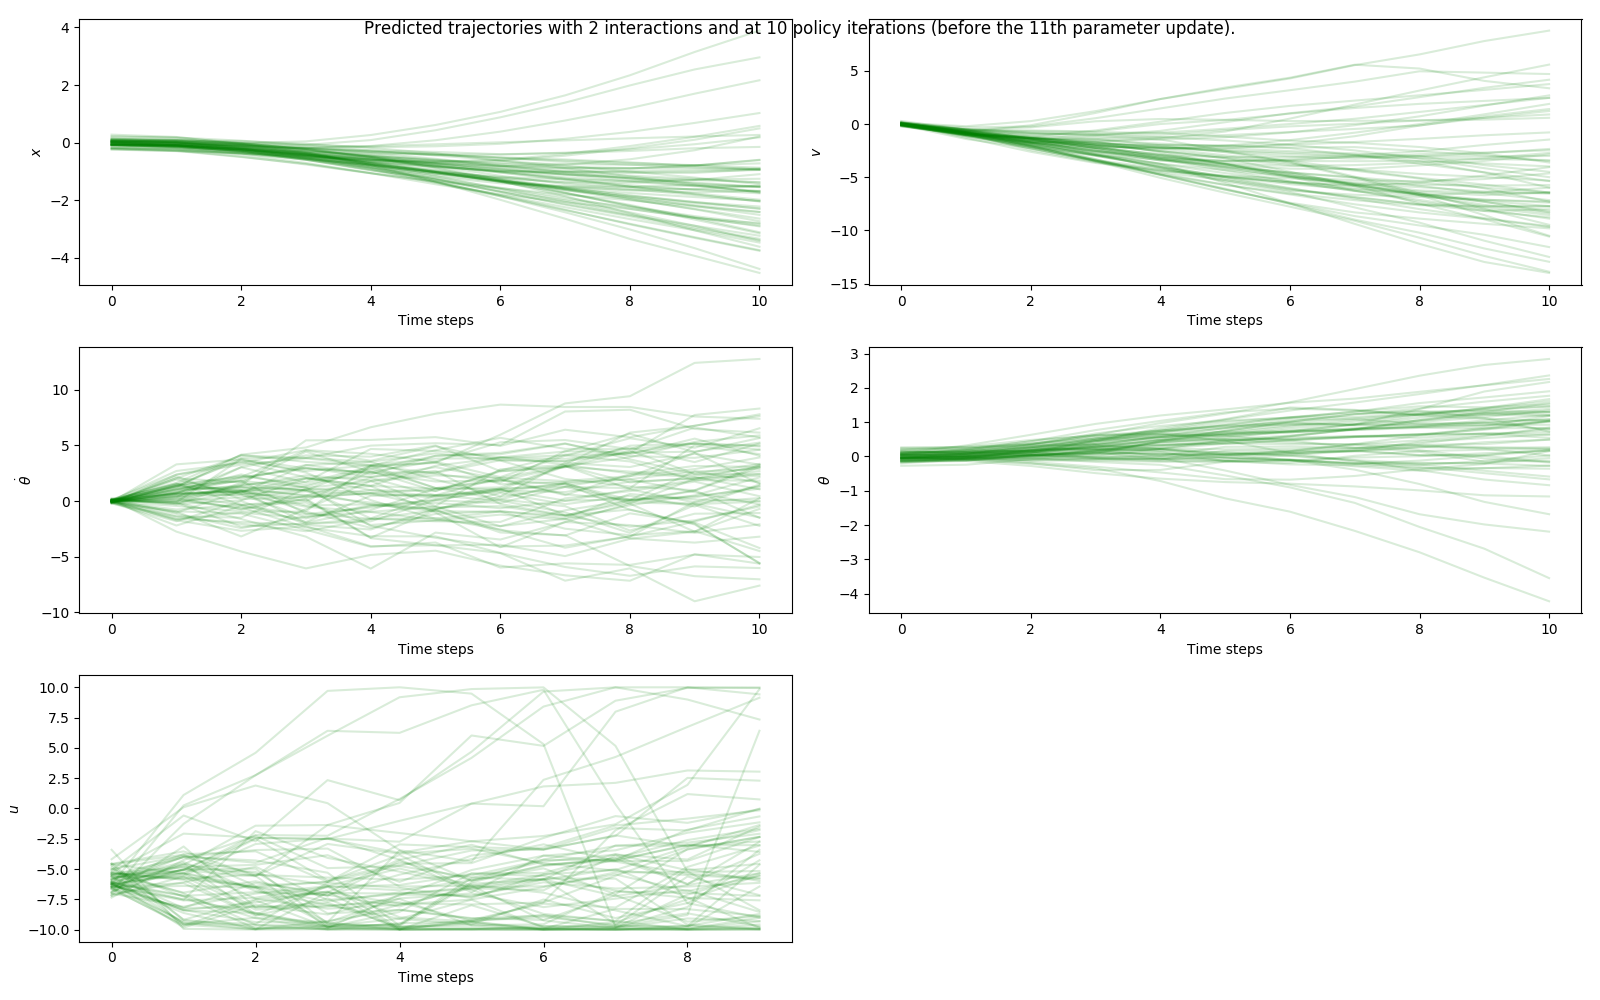 Predicted trajectories with 2 interactions and at 10 policy iterations (before the 11th parameter update).
4
2
0
−2
−4
x
0 2 4 6 8 10
Time steps
5
0
−5
−10
−15
v
0 2 4 6 8 10
Time steps
10
5
0
−5
−10
θ̇
0 2 4 6 8 10
Time steps
3
2
1
0
−1
−2
−3
−4
θ
0 2 4 6 8 10
Time steps
10.0
7.5
5.0
2.5
0.0
−2.5
−5.0
−7.5
−10.0
u
0 2 4 6 8
Time steps